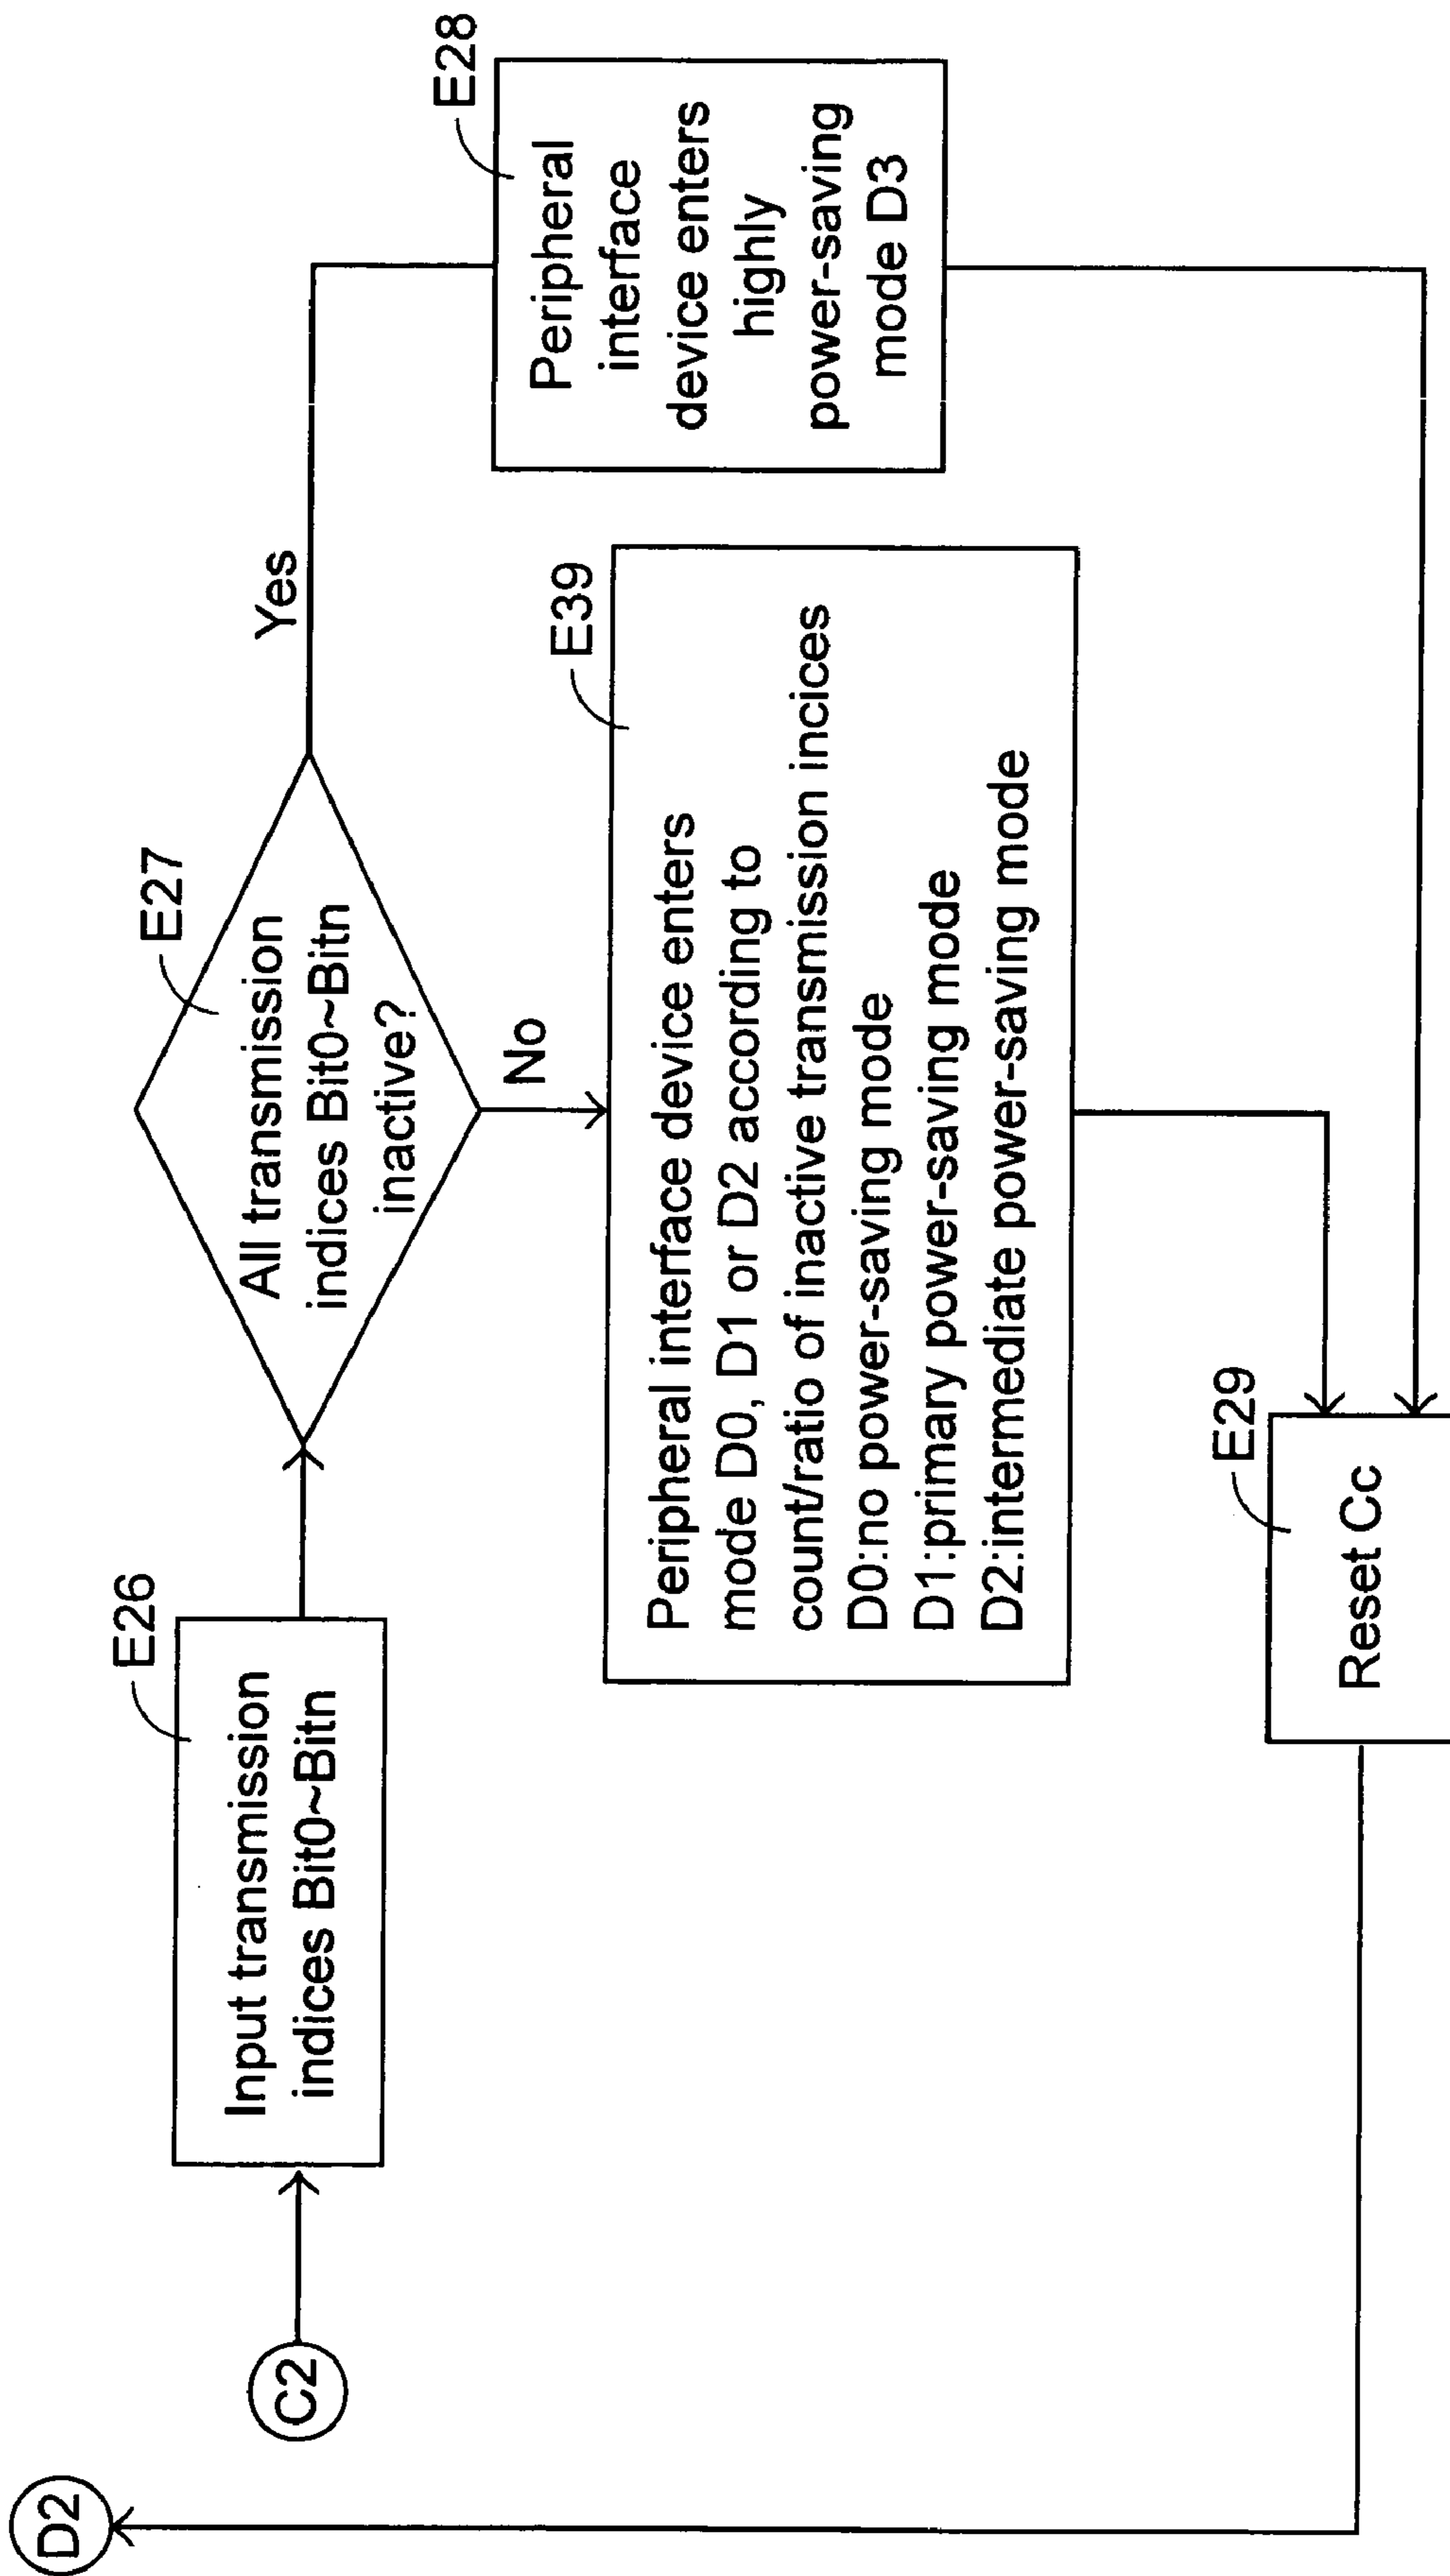 D2
C2
E26
Input transmission
indices Bit0~Bitn
E27
All transmission
indices Bit0~Bitn
inactive?
Yes
No
E28
Peripheral
interface
device enters
highly
power-saving
mode D3
E39
Peripheral interface device enters
mode D0, D1 or D2 according to
count/ratio of inactive transmission incices
D0:no power-saving mode
D1:primary power-saving mode
D2:intermediate power-saving mode
E29
Reset Cc